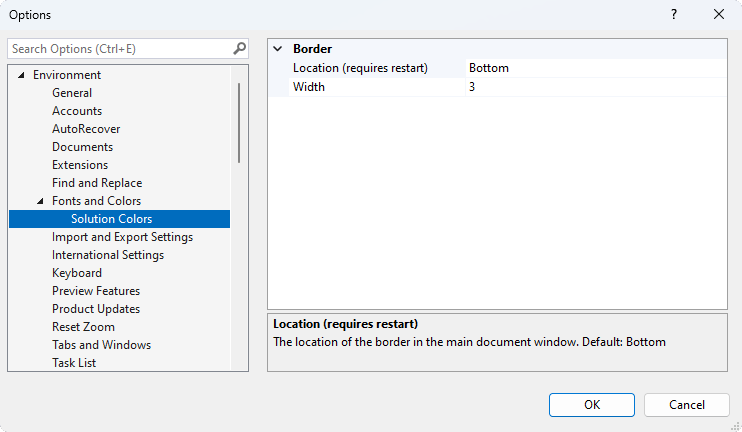 Options
?
Search Options (Ctrl+E)
Environment
General
Accounts
AutoRecover
Documents
Extensions
Find and Replace
Fonts and Colors
Solution Colors
Import and Export Settings
International Settings
Keyboard
Preview Features
Product Updates
Reset Zoom
Tabs and Windows
Task List
Border
Location (requires restart) Bottom
Width 3
Location (requires restart)
The location of the border in the main document window. Default: Bottom
OK Cancel